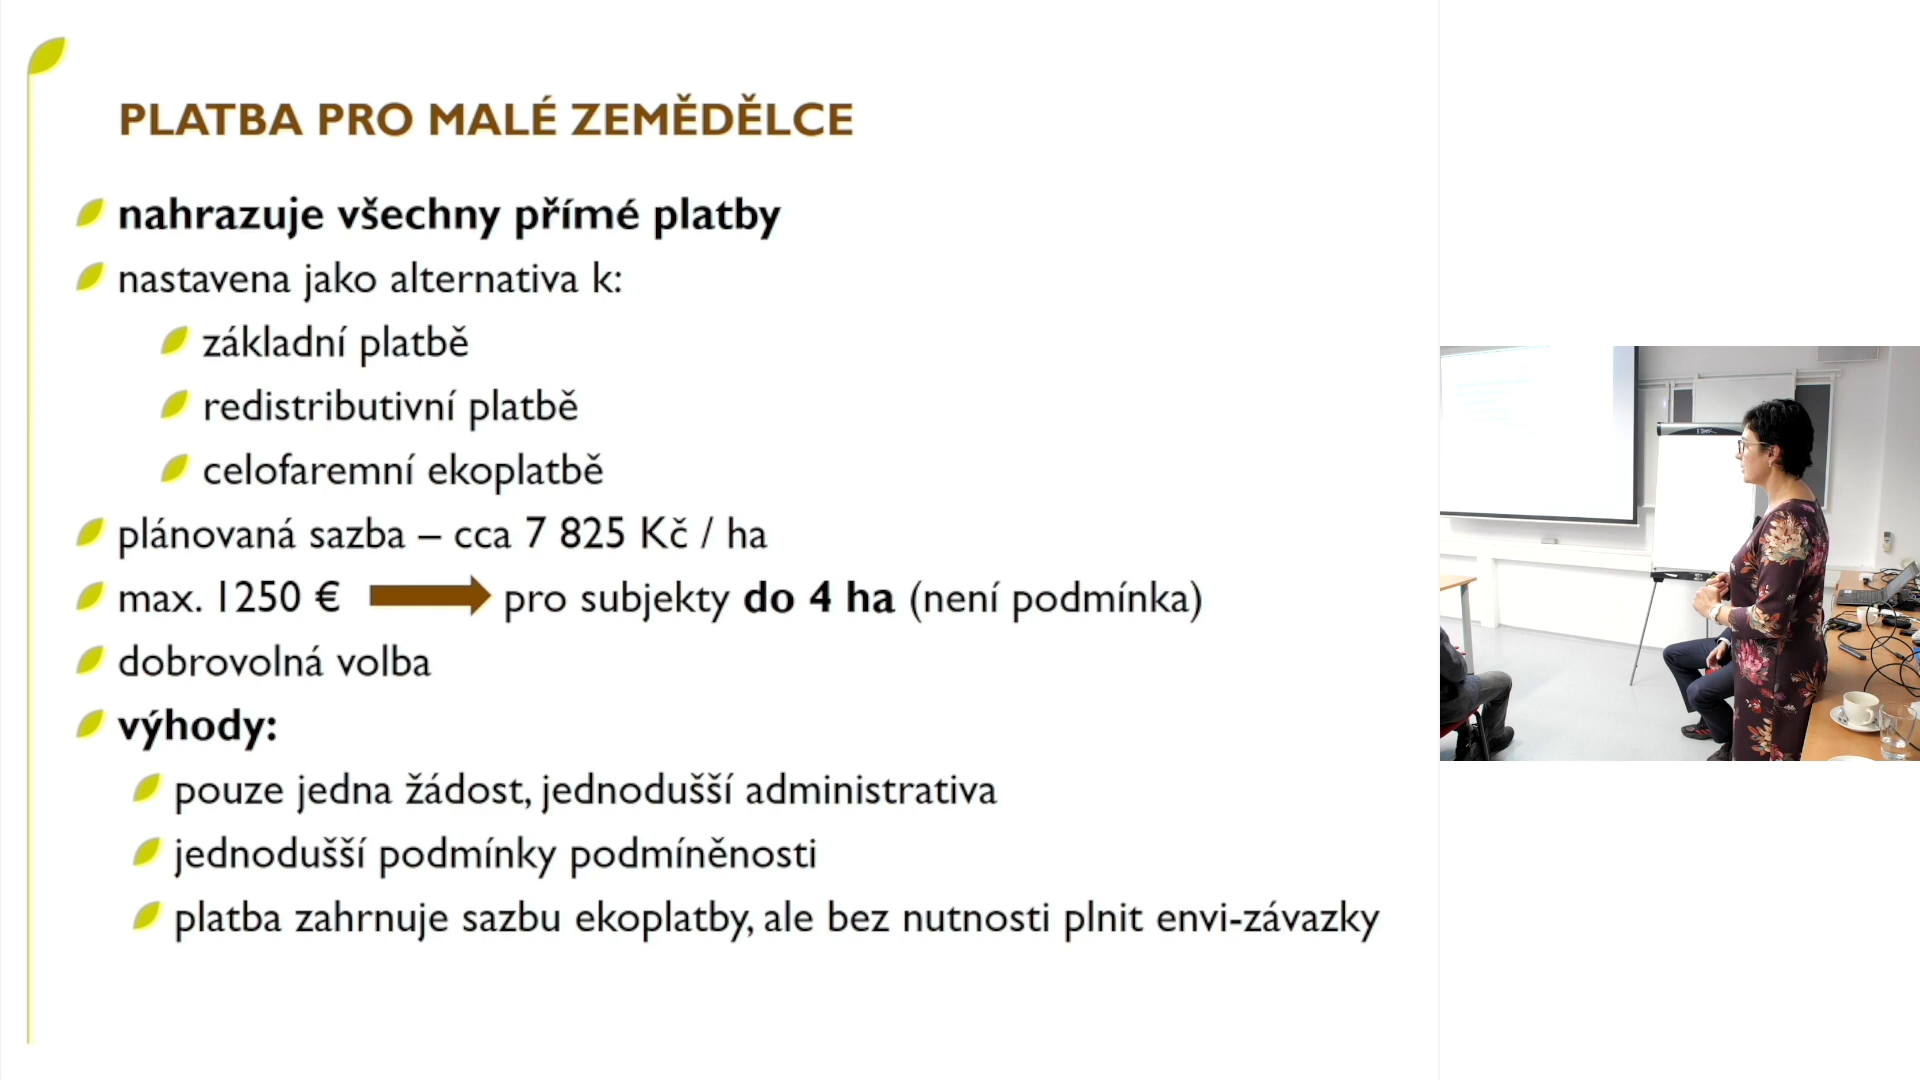 PLATBA PRO MALÉ ZEMĚDĚLCE
nahrazuje všechny přímé platby
nastavena jako alternativa k:
základní platbě
redistributivní platbě
celofaremní ekoplatbě
plánovaná sazba – cca 7 825 Kč / ha
max. 1250 € pro subjekty do 4 ha (není podmínka)
dobrovolná volba
výhody:
pouze jedna žádost, jednodušší administrativa
jednodušší podmínky podmíněnosti
platba zahrnuje sazbu ekoplatby, ale bez nutnosti plnit envi-závazky